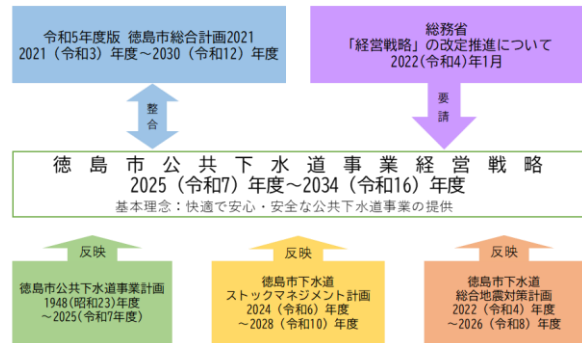 令和5年度版 徳島市総合計画2021
2021（令和3）年度～2030（令和12）年度
総務省
「経営戦略」の改定推進について
2022(令和4)年1月
整合
要請
徳島市公共下水道事業経営戦略
2025（令和7）年度～2034（令和16）年度
基本理念：快適で安心・安全な公共下水道事業の提供
反映
反映
反映
徳島市公共下水道事業計画
1948(昭和23)年度
～2025(令和7年度)
徳島市下水道
ストックマネジメント計画
2024（令和6）年度
～2028（令和10）年度
徳島市下水道
総合地震対策計画
2022（令和4）年度
～2026（令和8）年度